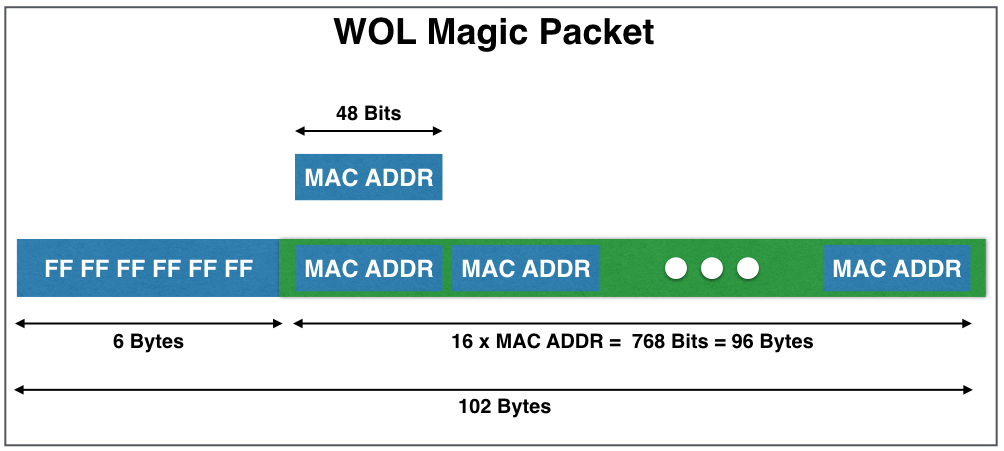 WOL Magic Packet
48 Bits
MAC ADDR
FF FF FF FF FF FF MAC ADDR MAC ADDR MAC ADDR
6 Bytes 16 x MAC ADDR = 768 Bits = 96 Bytes
102 Bytes